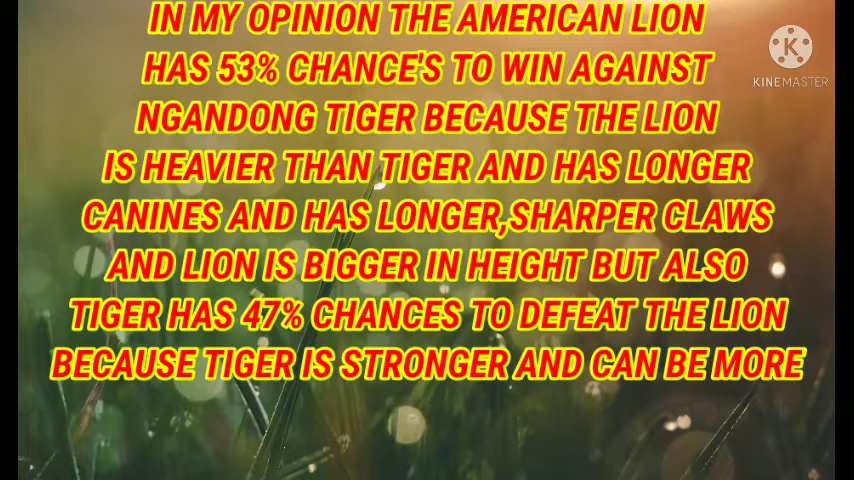 IN MY OPINION THE AMERICAN LION
HAS 53% CHANCE'S TO WIN AGAINST
NGANDONG TIGER BECAUSE THE LION
IS HEAVIER THAN TIGER AND HAS LONGER
CANINES AND HAS LONGER,SHARPER CLAWS
AND LION IS BIGGER IN HEIGHT BUT ALSO
TIGER HAS 47% CHANCES TO DEFEAT THE LION
BECAUSE TIGER IS STRONGER AND CAN BE MORE
K
KINEMASTER